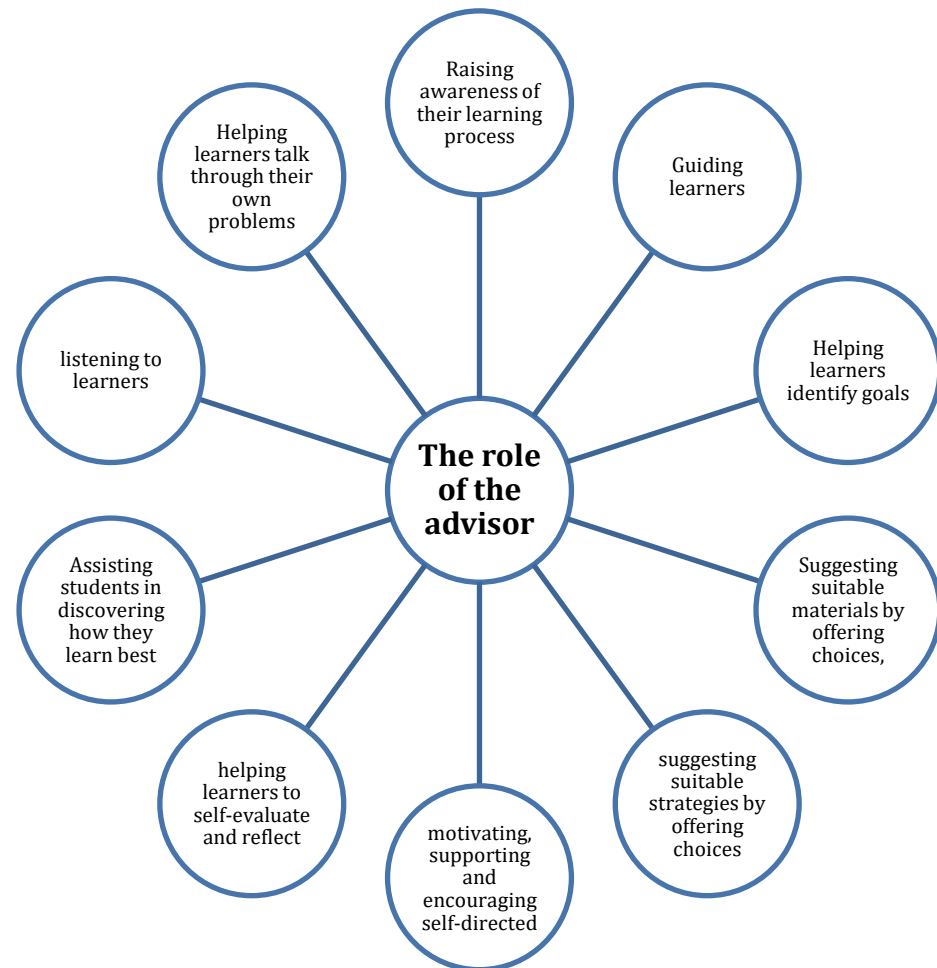 Raising
awareness of
their learning
process
Guiding
learners
Helping
learners
identify goals
Suggesting
suitable
materials by
offering
choices,
suggesting
suitable
strategies by
offering
choices
motivating,
supporting
and
encouraging
self-directed
helping
learners to
self-evaluate
and reflect
Assisting
students in
discovering
how they
learn best
listening to
learners
Helping
learners talk
through their
own
problems
The role
of the
advisor